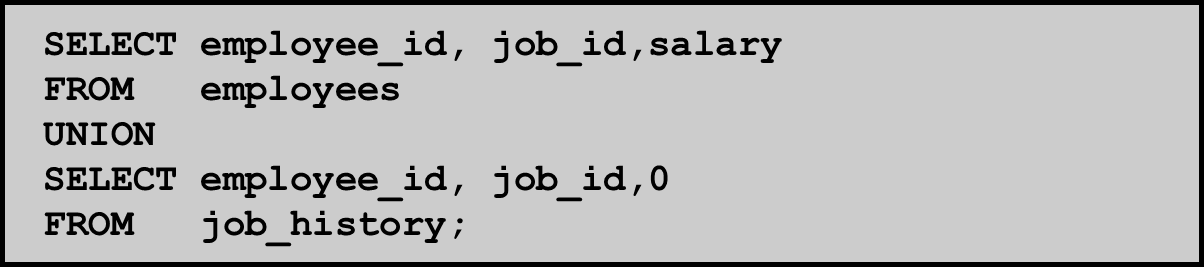 SELECT employee_id, job_id,salary
FROM   employees
UNION
SELECT employee_id, job_id,0
FROM   job_history;